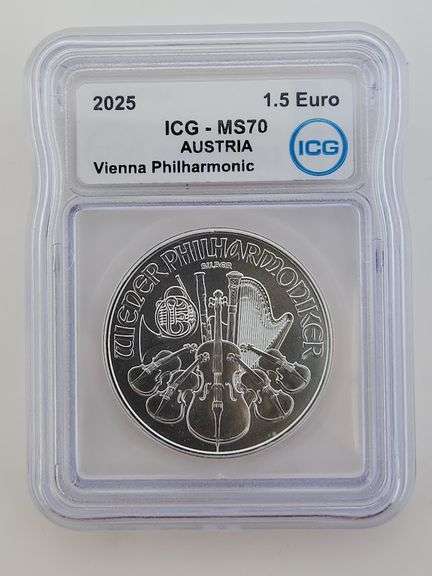 2025 1.5 Euro
ICG - MS70
AUSTRIA
Vienna Philharmonic
ICG
WIENER PHILHARMONIKER
SILBER